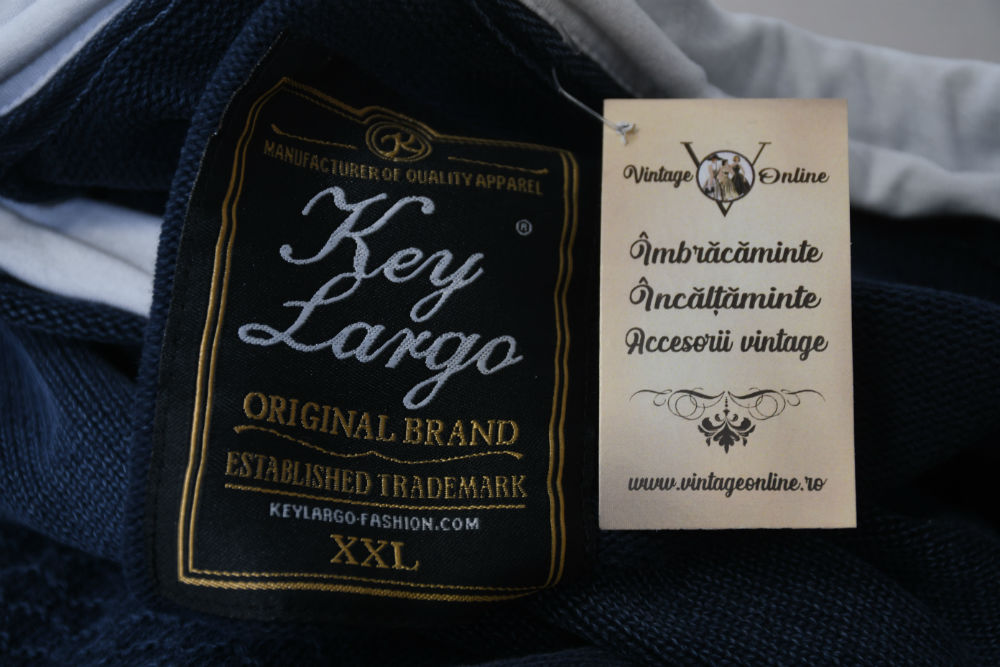 K
MANUFACTURER OF QUALITY APPAREL
Key
®
Largo
ORIGINAL BRAND
ESTABLISHED TRADEMARK
KEYLARGO-FASHION.COM
XXL
V
Vintage Online
Îmbrăcăminte
Încălțăminte
Accesorii vintage
www.vintageonline.ro